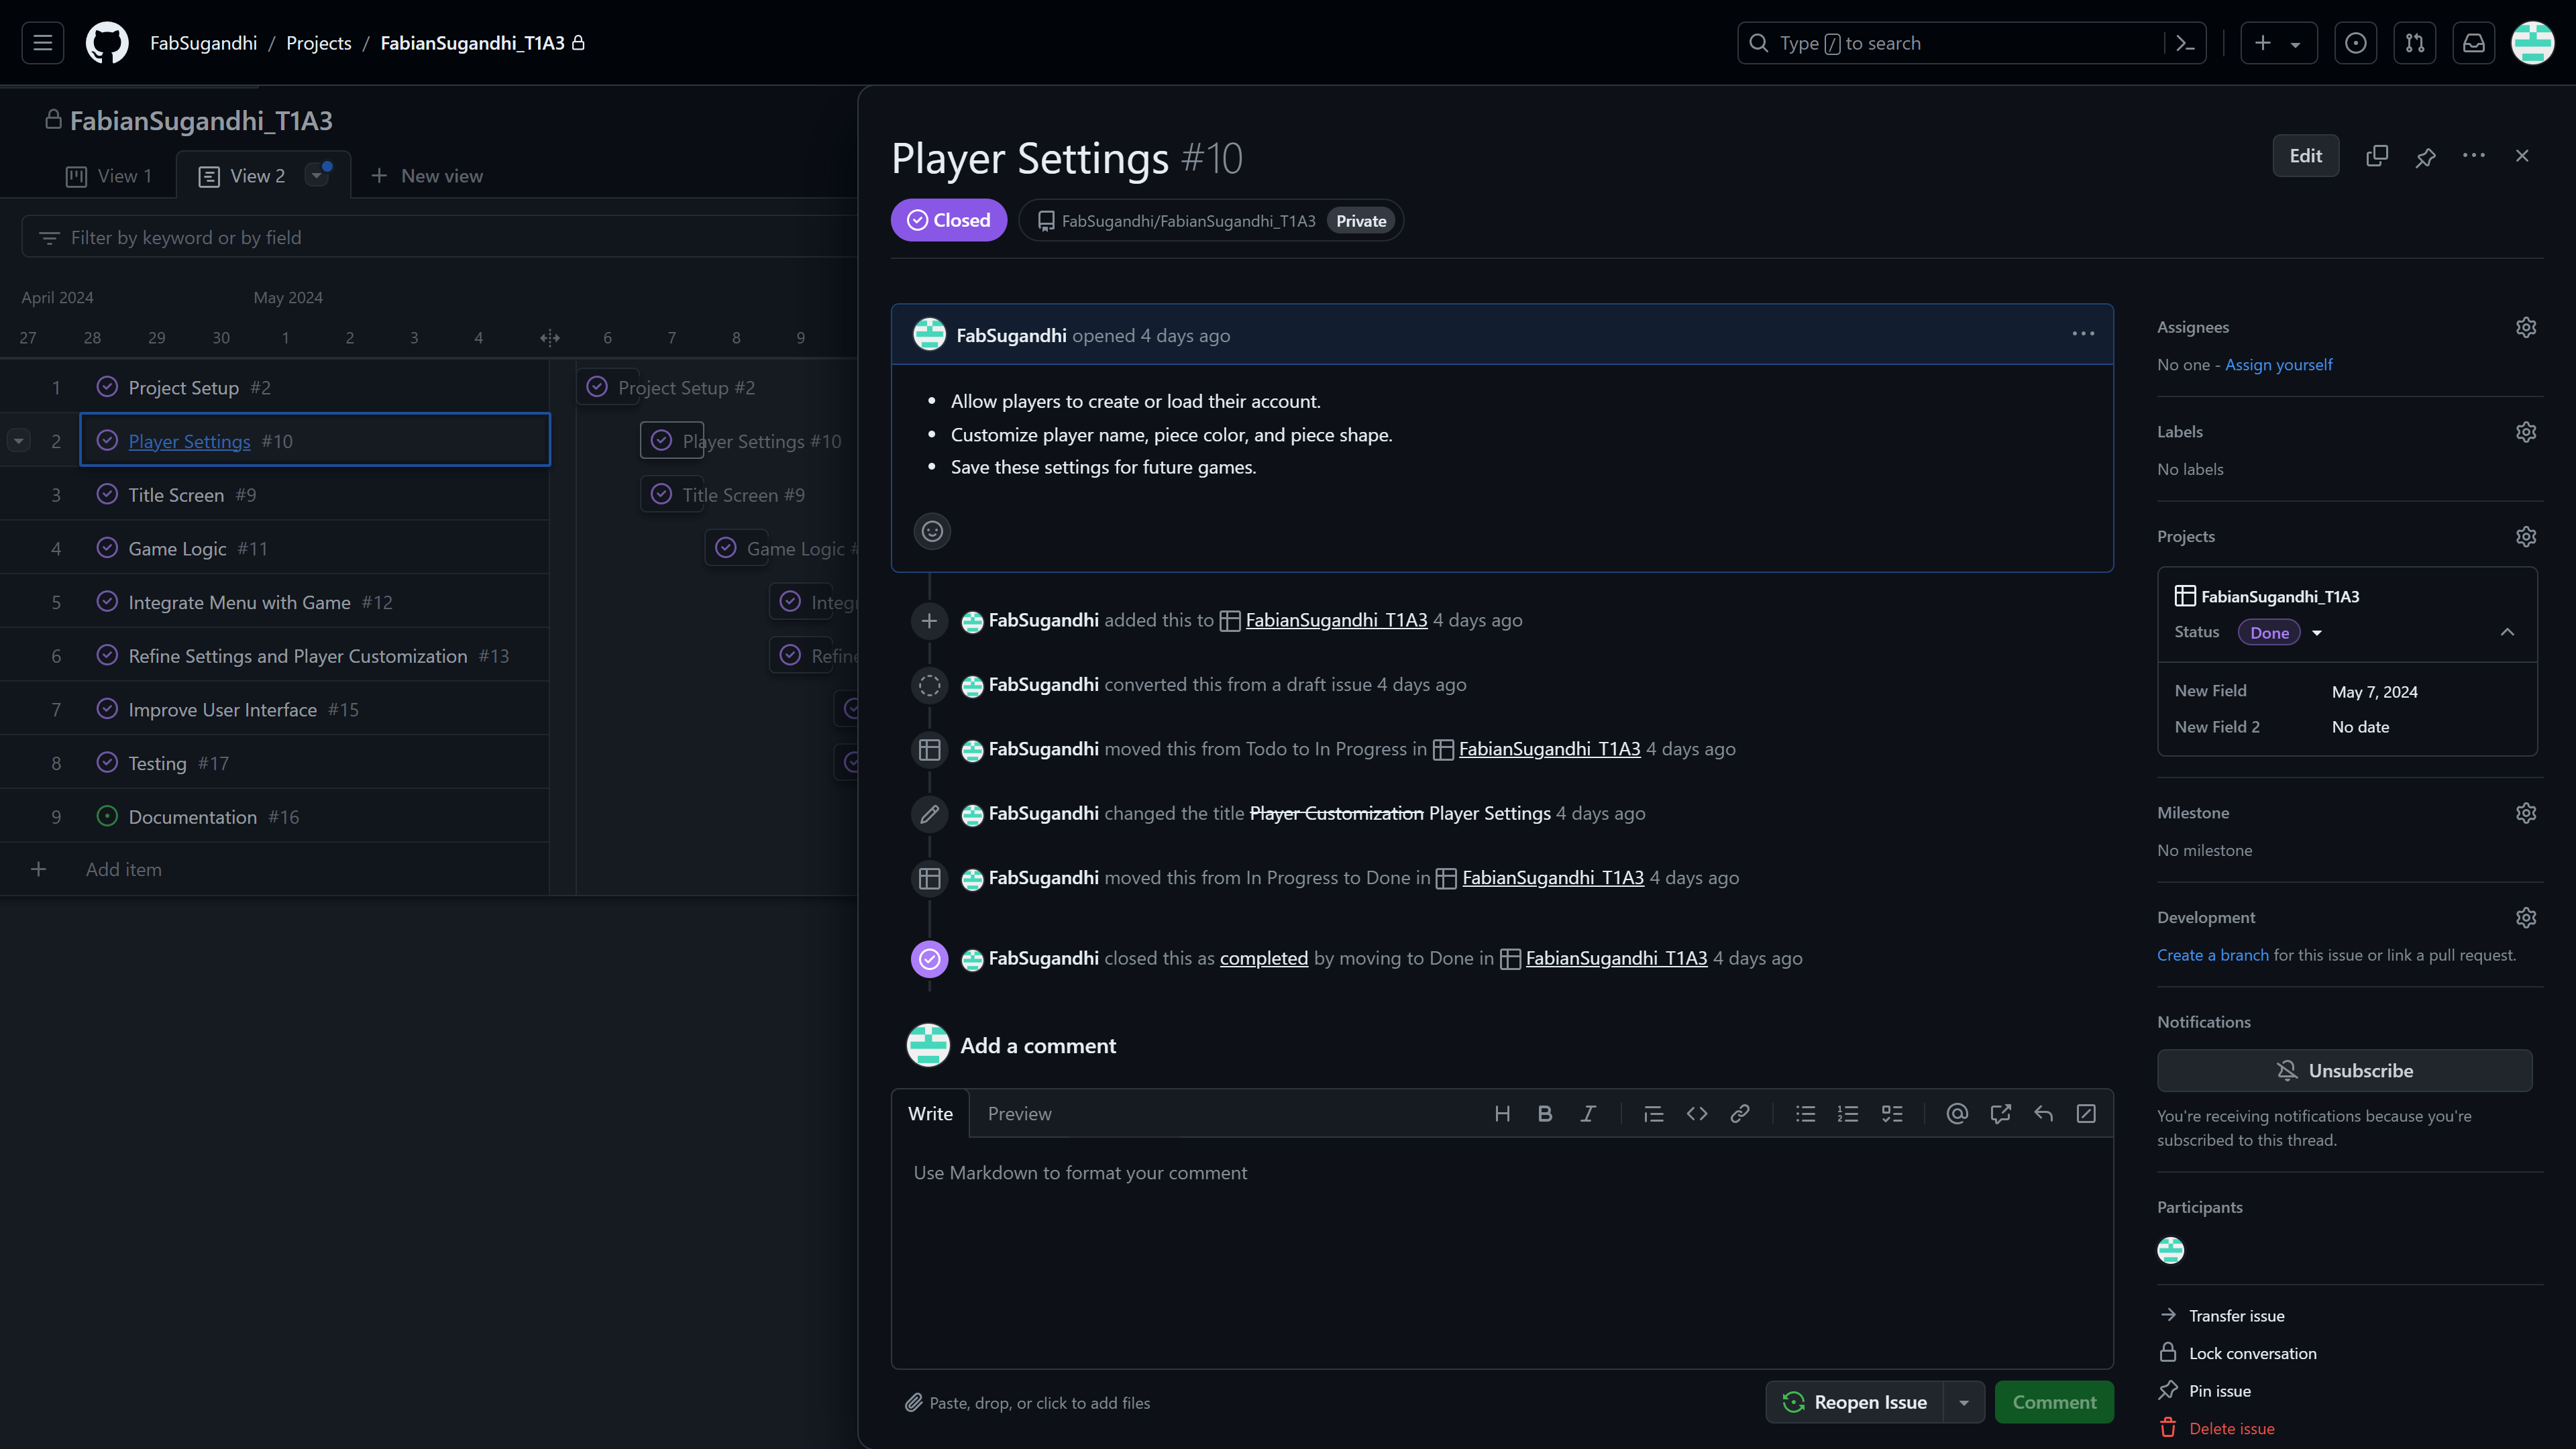 FabSugandhi / Projects / FabianSugandhi_T1A3
Type / to search
FabianSugandhi_T1A3
View 1
View 2
New view
Filter by keyword or by field
April 2024
May 2024
27 28 29 30 1 2 3 4 6 7 8 9
1 Project Setup #2
Project Setup #2
2 Player Settings #10
Player Settings #10
3 Title Screen #9
Title Screen #9
4 Game Logic #11
Game Logic #
5 Integrate Menu with Game #12
Integr
6 Refine Settings and Player Customization #13
Refine
7 Improve User Interface #15
8 Testing #17
9 Documentation #16
Add item
Player Settings #10
Edit
Closed
FabSugandhi/FabianSugandhi_T1A3 Private
FabSugandhi opened 4 days ago
• Allow players to create or load their account.
• Customize player name, piece color, and piece shape.
• Save these settings for future games.
FabSugandhi added this to FabianSugandhi_T1A3 4 days ago
FabSugandhi converted this from a draft issue 4 days ago
FabSugandhi moved this from Todo to In Progress in FabianSugandhi_T1A3 4 days ago
FabSugandhi changed the title Player Customization Player Settings 4 days ago
FabSugandhi moved this from In Progress to Done in FabianSugandhi_T1A3 4 days ago
FabSugandhi closed this as completed by moving to Done in FabianSugandhi_T1A3 4 days ago
Add a comment
Write
Preview
Use Markdown to format your comment
Paste, drop, or click to add files
Reopen Issue
Comment
Assignees
No one - Assign yourself
Labels
No labels
Projects
FabianSugandhi_T1A3
Status Done
New Field May 7, 2024
New Field 2 No date
Milestone
No milestone
Development
Create a branch for this issue or link a pull request.
Notifications
Unsubscribe
You're receiving notifications because you're
subscribed to this thread.
Participants
Transfer issue
Lock conversation
Pin issue
Delete issue